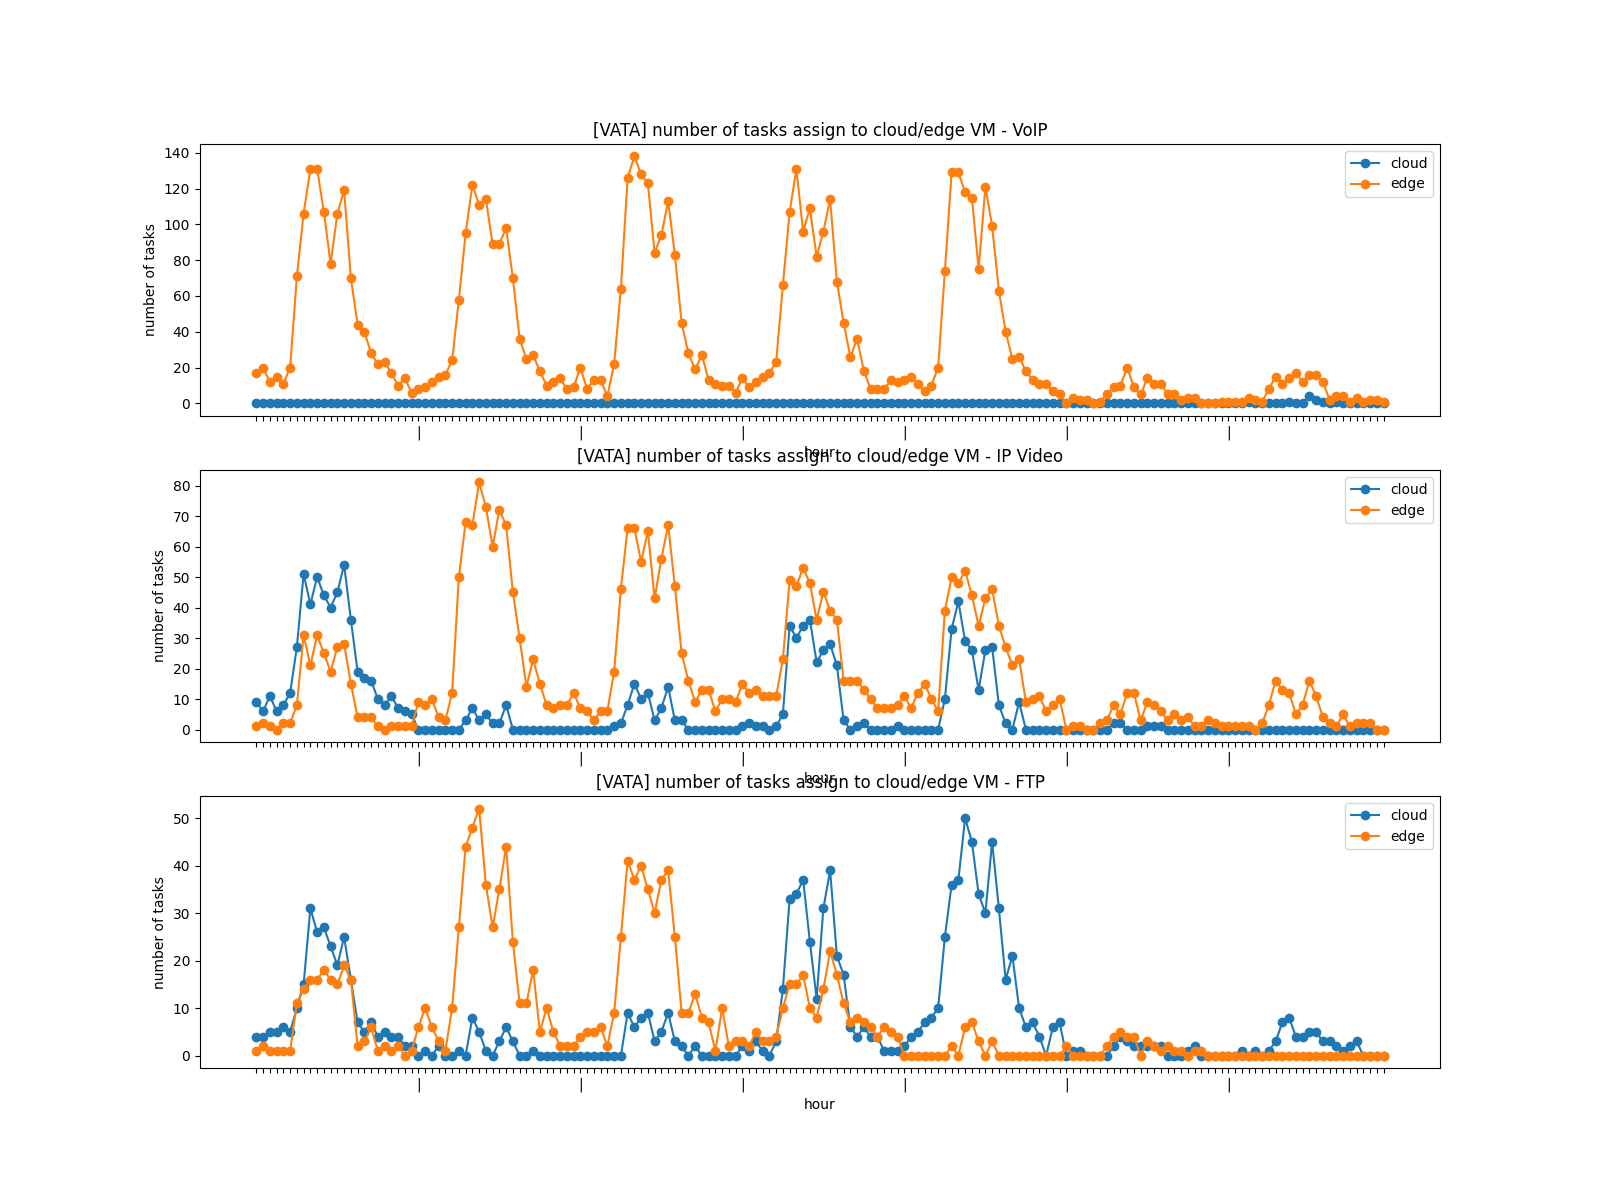 [VATA] number of tasks assign to cloud/edge VM - VoIP
140
120
100
80
60
40
20
0
number of tasks
cloud
edge
hour
[VATA] number of tasks assign to cloud/edge VM - IP Video
80
70
60
50
40
30
20
10
0
number of tasks
cloud
edge
hour
[VATA] number of tasks assign to cloud/edge VM - FTP
50
40
30
20
10
0
number of tasks
cloud
edge
hour